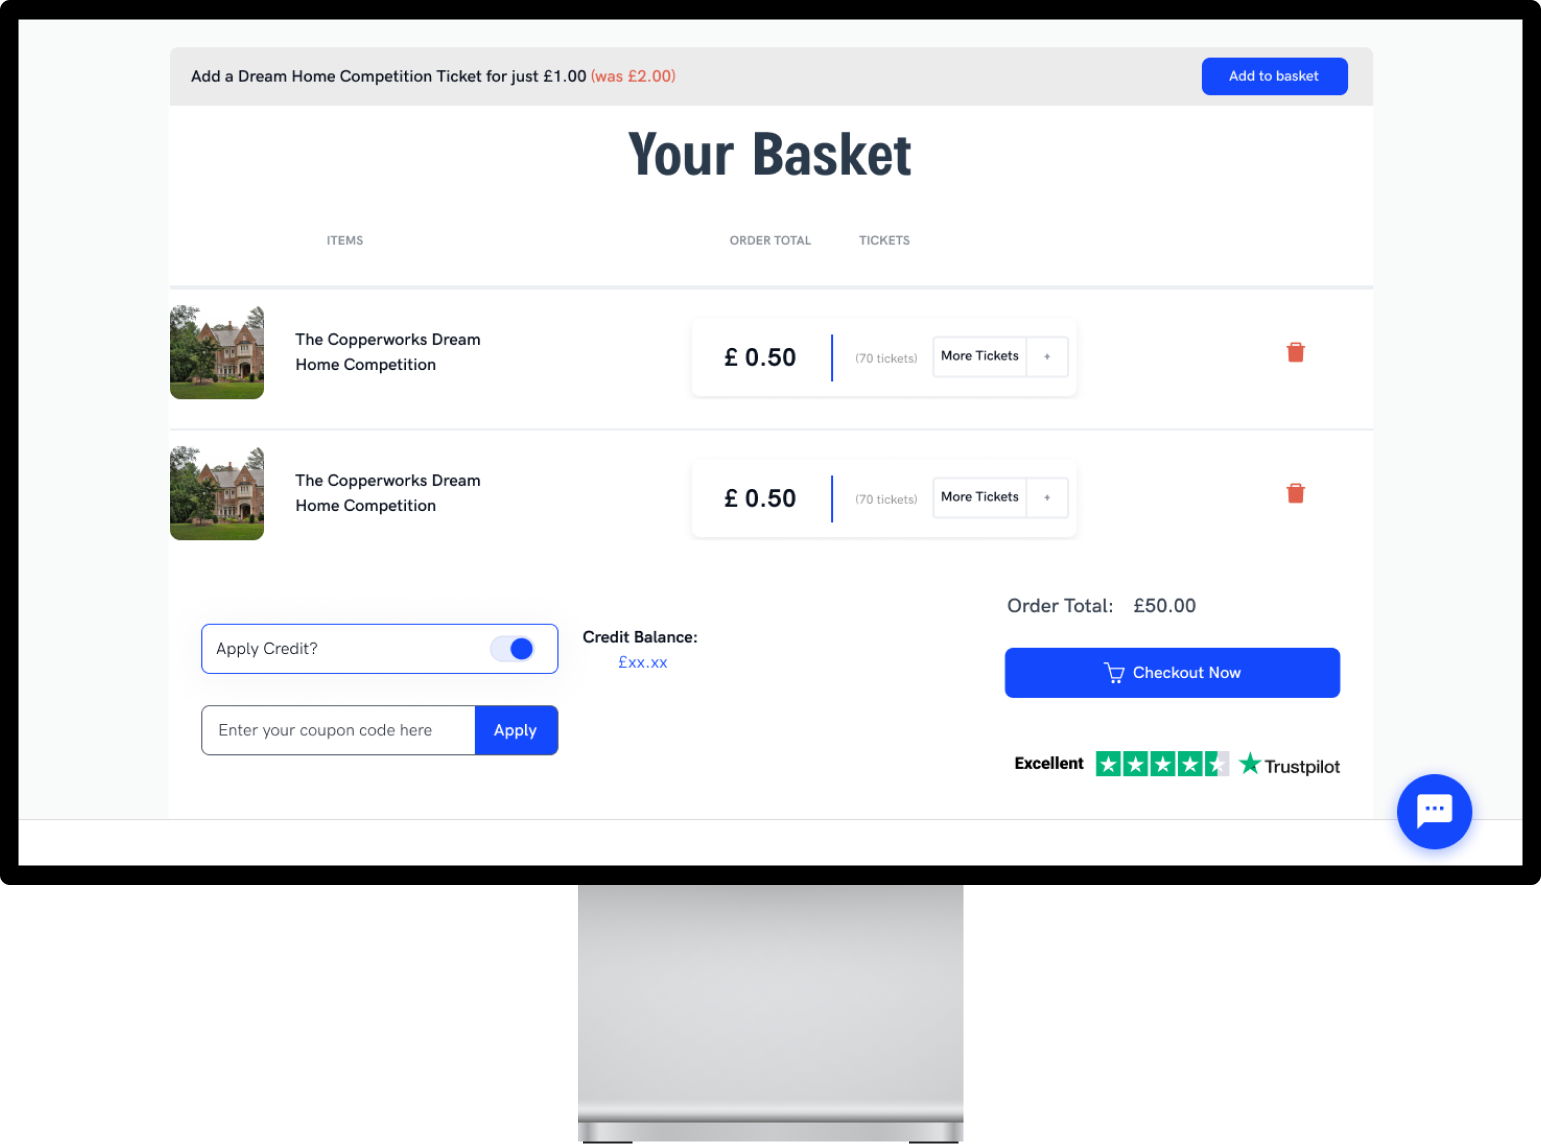 Add a Dream Home Competition Ticket for just £1.00 (was £2.00)
Add to basket
Your Basket
ITEMS
ORDER TOTAL
TICKETS
The Copperworks Dream
Home Competition
£ 0.50
(70 tickets)
More Tickets
+
The Copperworks Dream
Home Competition
£ 0.50
(70 tickets)
More Tickets
+
Order Total: £50.00
Apply Credit?
Credit Balance:
£xx.xx
Checkout Now
Enter your coupon code here
Apply
Excellent
Trustpilot